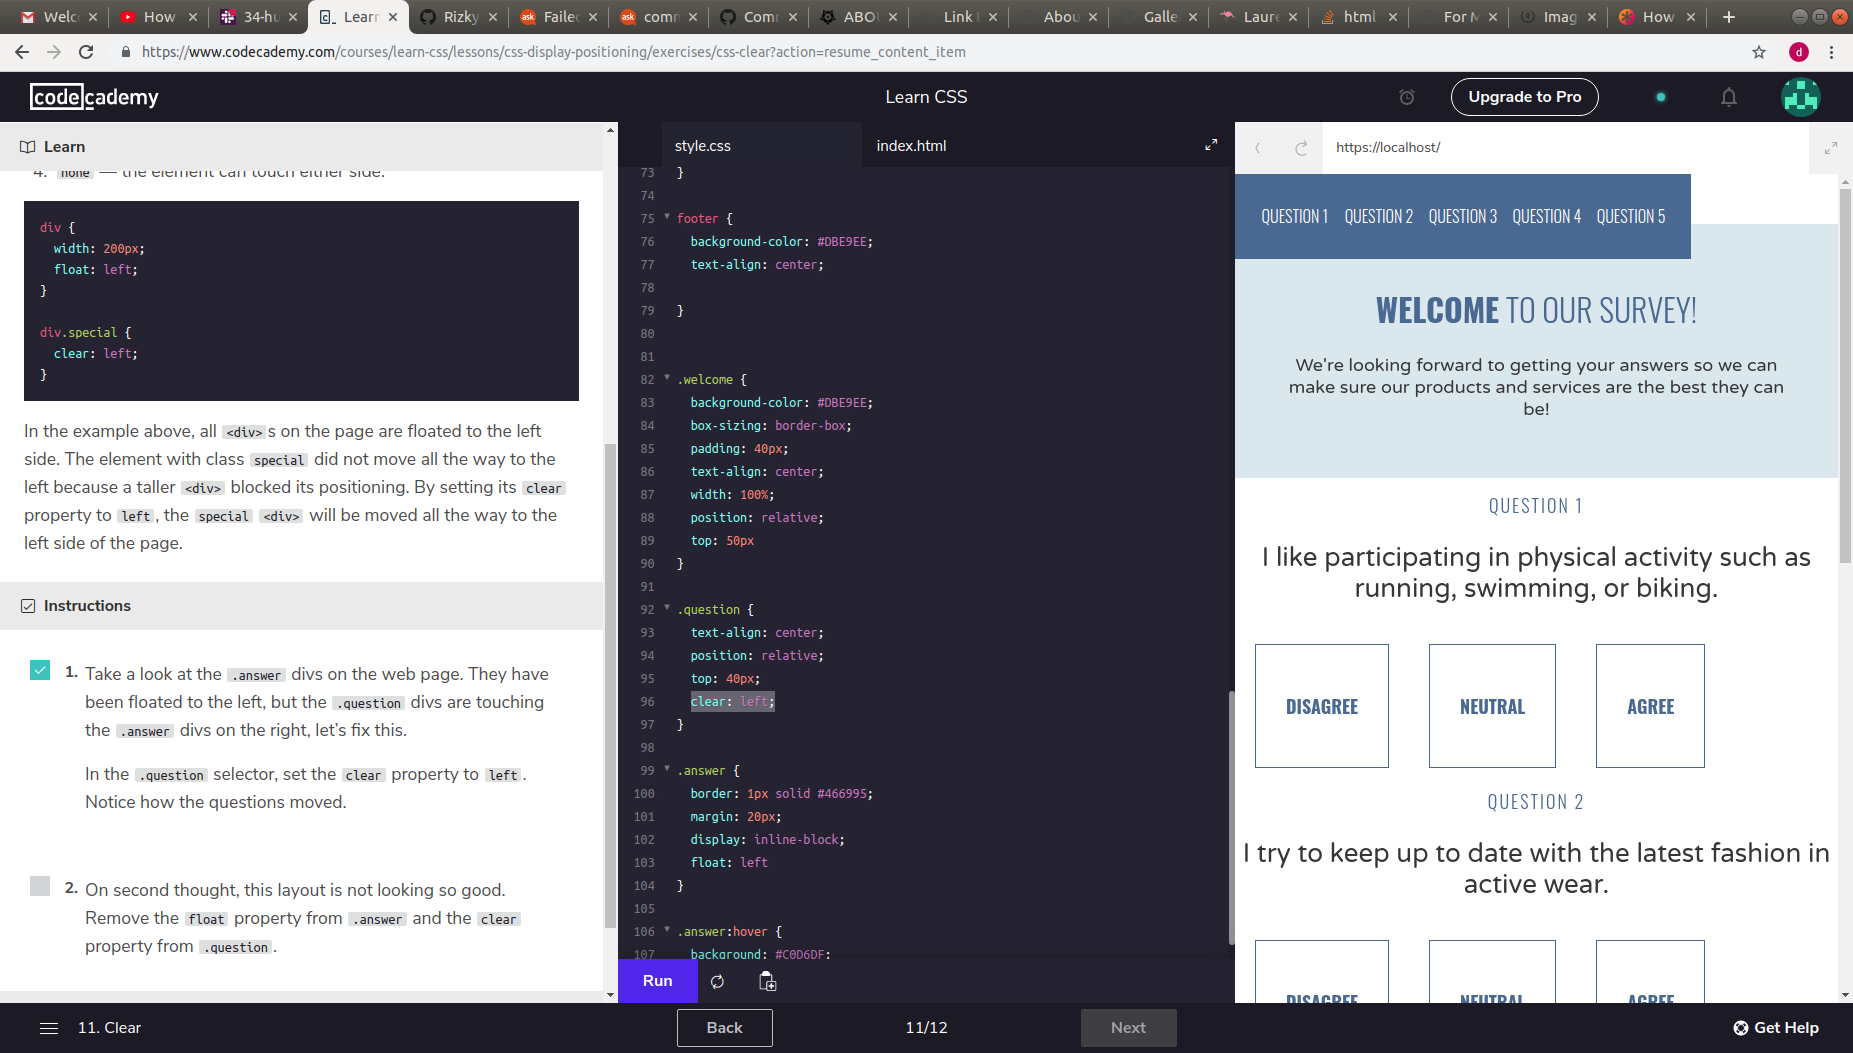 Welc
How
34-hu
Learn
Rizky
Failed
comm
Comm
ABOU
Link
Abou
Galle
Laure
html
For M
Imag
How
https://www.codecademy.com/courses/learn-css/lessons/css-display-positioning/exercises/css-clear?action=resume_content_item
d
codecademy
Learn CSS
Upgrade to Pro
Learn
4. none — the element can touch either side.
div {
width: 200px;
float: left;
}
div.special {
clear: left;
}
In the example above, all <div>s on the page are floated to the left
side. The element with class special did not move all the way to the
left because a taller <div> blocked its positioning. By setting its clear
property to left, the special <div> will be moved all the way to the
left side of the page.
Instructions
1. Take a look at the .answer divs on the web page. They have
been floated to the left, but the .question divs are touching
the .answer divs on the right, let's fix this.
In the .question selector, set the clear property to left.
Notice how the questions moved.
2. On second thought, this layout is not looking so good.
Remove the float property from .answer and the clear
property from .question.
style.css
index.html
73 }
74
75 footer {
76 background-color: #DBE9EE;
77 text-align: center;
78
79 }
80
81
82 .welcome {
83 background-color: #DBE9EE;
84 box-sizing: border-box;
85 padding: 40px;
86 text-align: center;
87 width: 100%;
88 position: relative;
89 top: 50px
90 }
91
92 .question {
93 text-align: center;
94 position: relative;
95 top: 40px;
96 clear: left;
97 }
98
99 .answer {
100 border: 1px solid #466995;
101 margin: 20px;
102 display: inline-block;
103 float: left
104 }
105
106 .answer:hover {
107 background: #C0D6DF;
Run
https://localhost/
QUESTION 1 QUESTION 2 QUESTION 3 QUESTION 4 QUESTION 5
WELCOME TO OUR SURVEY!
We're looking forward to getting your answers so we can
make sure our products and services are the best they can
be!
QUESTION 1
I like participating in physical activity such as
running, swimming, or biking.
DISAGREE NEUTRAL AGREE
QUESTION 2
I try to keep up to date with the latest fashion in
active wear.
DISAGREE NEUTRAL AGREE
11. Clear
Back
11/12
Next
Get Help